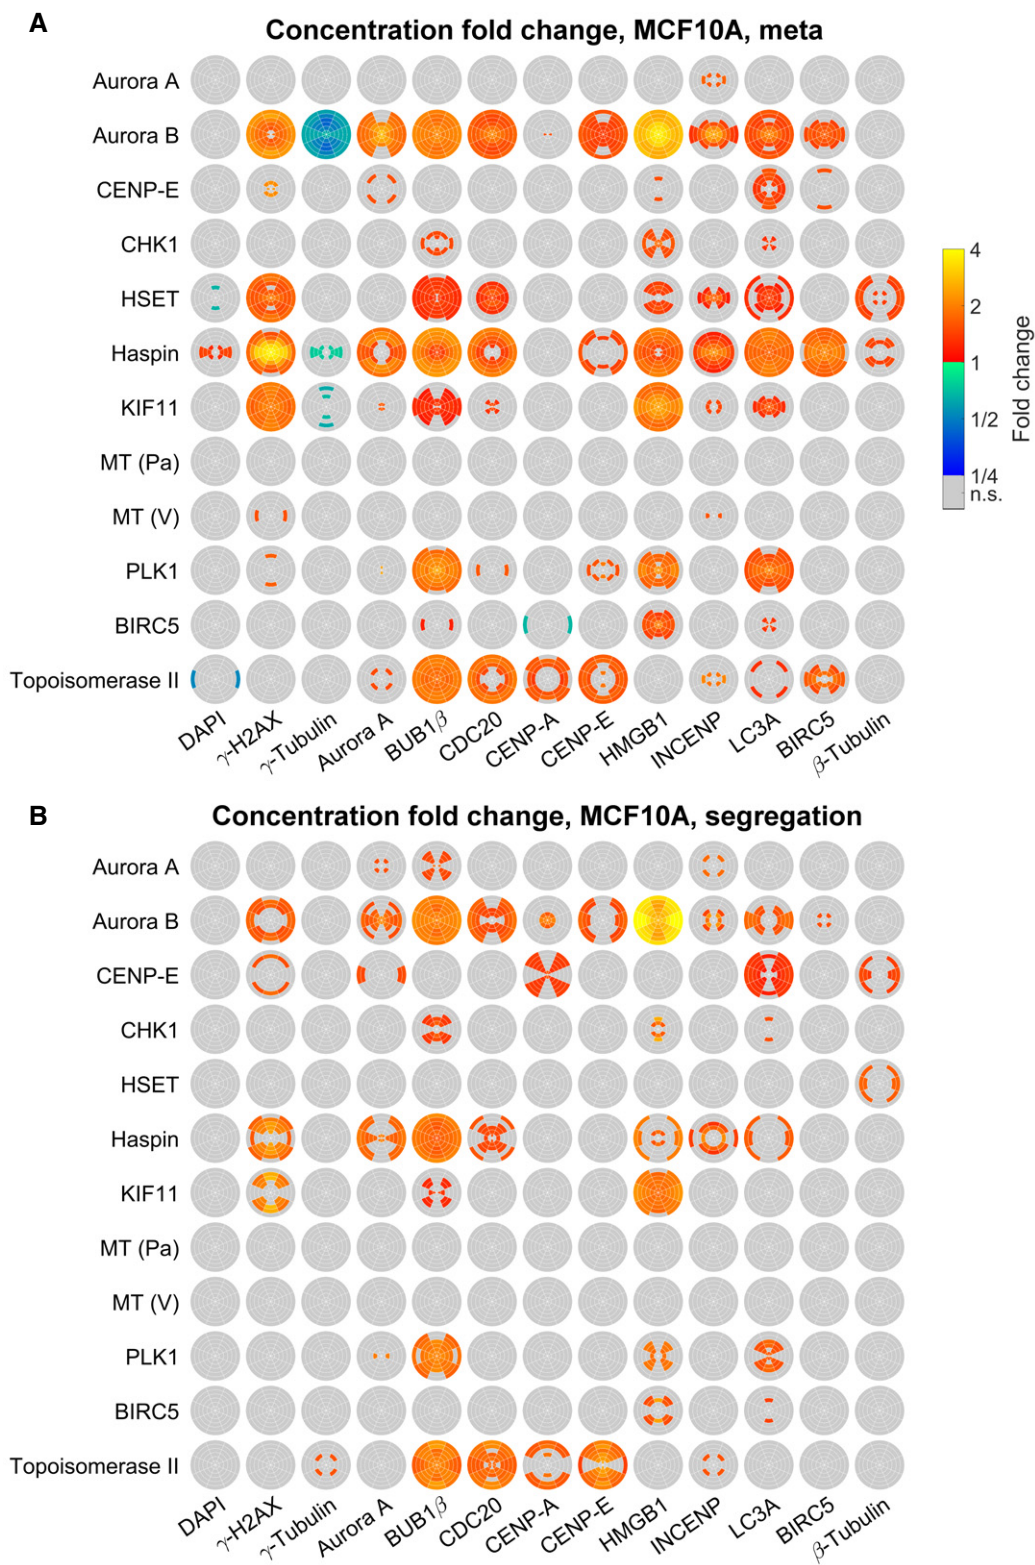 A
Concentration fold change, MCF10A, meta
Aurora A
Aurora B
CENP-E
CHK1
HSET
Haspin
KIF11
MT (Pa)
MT (V)
PLK1
BIRC5
Topoisomerase II
DAPI
γ-H2AX
γ-Tubulin
Aurora A
BUB1β
CDC20
CENP-A
CENP-E
HMGB1
INCENP
LC3A
BIRC5
β-Tubulin
4
2
1
1/2
1/4
n.s.
Fold change
B
Concentration fold change, MCF10A, segregation
Aurora A
Aurora B
CENP-E
CHK1
HSET
Haspin
KIF11
MT (Pa)
MT (V)
PLK1
BIRC5
Topoisomerase II
DAPI
γ-H2AX
γ-Tubulin
Aurora A
BUB1β
CDC20
CENP-A
CENP-E
HMGB1
INCENP
LC3A
BIRC5
β-Tubulin